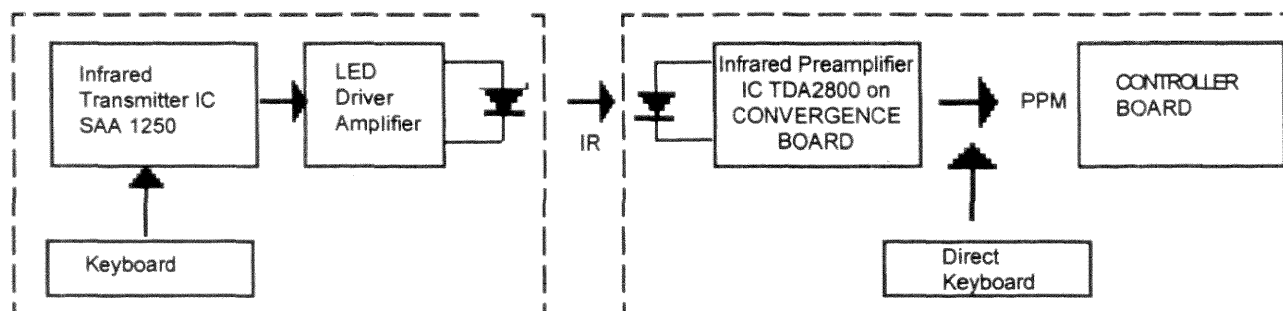 Infrared
Transmitter IC
SAA 1250
LED
Driver
Amplifier
Keyboard
IR
Infrared Preamplifier
IC TDA2800 on
CONVERGENCE
BOARD
PPM
CONTROLLER
BOARD
Direct
Keyboard